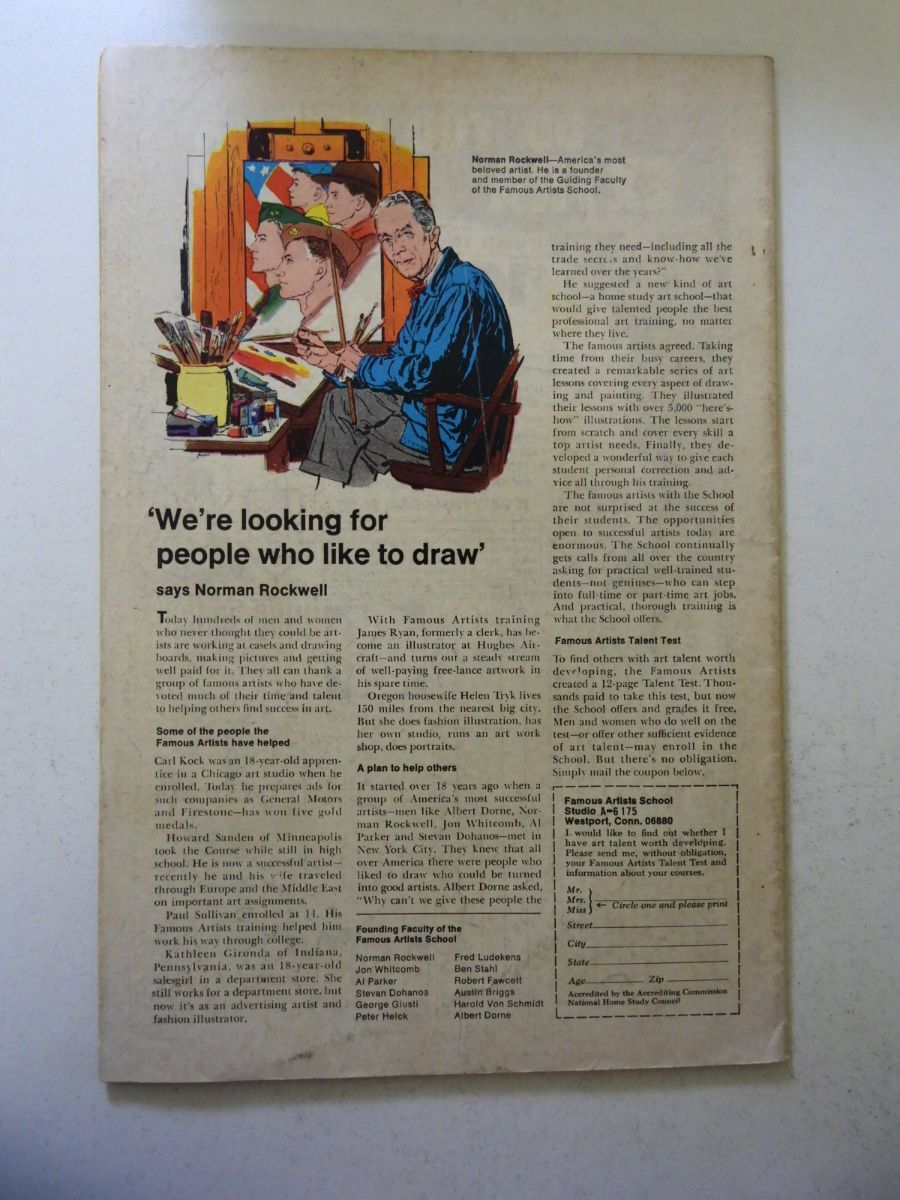 Norman Rockwell—America's most
beloved artist. He is a founder
and member of the Guiding Faculty
of the Famous Artists School.
'We're looking for
people who like to draw'
says Norman Rockwell
Today hundreds of men and women
who never thought they could be art-
ists are working at easels and drawing
boards, making pictures and getting
well paid for it. They all can thank a
group of famous artists who have de-
voted much of their time and talent
to helping others find success in art.
Some of the people the
Famous Artists have helped
Carl Kock was an 18-year-old appren-
tice in a Chicago art studio when he
enrolled. Today he prepares ads for
such companies as General Motors
and Firestone—has won five gold
medals.
Howard Sanden of Minneapolis
took the Course while still in high
school. He is now a successful artist—
recently he and his wife traveled
through Europe and the Middle East
on important art assignments.
Paul Sullivan enrolled at 14. His
Famous Artists training helped him
work his way through college.
Kathleen Gironda of Indiana,
Pennsylvania, was an 18-year-old
salesgirl in a department store. She
still works for a department store, but
now it's as an advertising artist and
fashion illustrator.
With Famous Artists training
James Ryan, formerly a clerk, has be-
come an illustrator at Hughes Air-
craft—and turns out a steady stream
of well-paying free-lance artwork in
his spare time.
Oregon housewife Helen Tryk lives
150 miles from the nearest big city.
But she does fashion illustration, has
her own studio, runs an art work
shop, does portraits.
A plan to help others
It started over 18 years ago when a
group of America's most successful
artists—men like Albert Dorne, Nor-
man Rockwell, Jon Whitcomb, Al
Parker and Stevan Dohanos—met in
New York City. They knew that all
over America there were people who
liked to draw who could be turned
into good artists. Albert Dorne asked,
"Why can't we give these people the
Founding Faculty of the
Famous Artists School
Norman Rockwell
Jon Whitcomb
Al Parker
Stevan Dohanos
George Giusti
Peter Helck
Fred Ludekens
Ben Stahl
Robert Fawcett
Austin Briggs
Harold Von Schmidt
Albert Dorne
training they need—including all the
trade secrets and know-how we've
learned over the years?"
He suggested a new kind of art
school—a home study art school—that
would give talented people the best
professional art training, no matter
where they live.
The famous artists agreed. Taking
time from their busy careers, they
created a remarkable series of art
lessons covering every aspect of draw-
ing and painting. They illustrated
their lessons with over 5,000 "here's-
how" illustrations. The lessons start
from scratch and cover every skill a
top artist needs. Finally, they de-
veloped a wonderful way to give each
student personal correction and ad-
vice all through his training.
The famous artists with the School
are not surprised at the success of
their students. The opportunities
open to successful artists today are
enormous. The School continually
gets calls from all over the country
asking for practical well-trained stu-
dents—not geniuses—who can step
into full-time or part-time art jobs.
And practical, thorough training is
what the School offers.
Famous Artists Talent Test
To find others with art talent worth
developing, the Famous Artists
created a 12-page Talent Test. Thou-
sands paid to take this test, but now
the School offers and grades it free.
Men and women who do well on the
test—or offer other sufficient evidence
of art talent—may enroll in the
School. But there's no obligation.
Simply mail the coupon below.
Famous Artists School
Studio A-6175
Westport, Conn. 06880
I would like to find out whether I
have art talent worth developing.
Please send me, without obligation,
your Famous Artists Talent Test and
information about your courses.
Mr.
Mrs.
Miss
← Circle one and please print
Street
City
State
Age Zip
Accredited by the Accrediting Commission
National Home Study Council